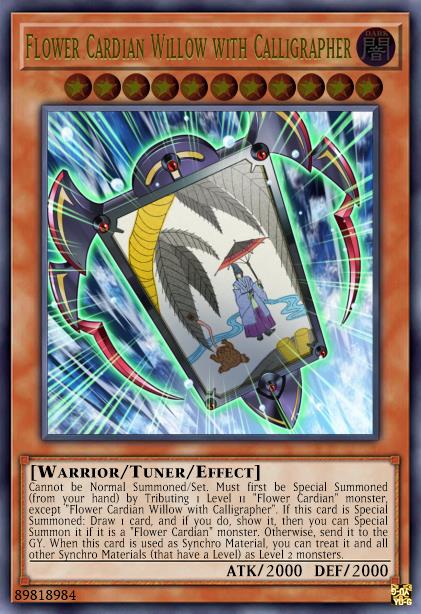 Flower Cardian Willow with Calligrapher
DARK
闇
[Warrior/Tuner/Effect]
Cannot be Normal Summoned/Set. Must first be Special Summoned
(from your hand) by Tributing 1 Level 11 "Flower Cardian" monster,
except "Flower Cardian Willow with Calligrapher". If this card is Special
Summoned: Draw 1 card, and if you do, show it, then you can Special
Summon it if it is a "Flower Cardian" monster. Otherwise, send it to the
GY. When this card is used as Synchro Material, you can treat it and all
other Synchro Materials (that have a Level) as Level 2 monsters.
ATK/2000 DEF/2000
89818984